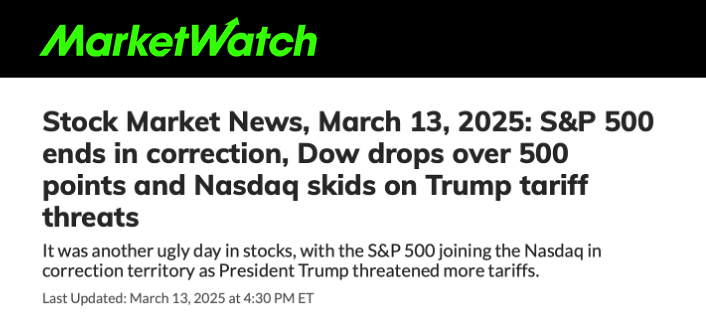 MarketWatch
Stock Market News, March 13, 2025: S&P 500
ends in correction, Dow drops over 500
points and Nasdaq skids on Trump tariff
threats
It was another ugly day in stocks, with the S&P 500 joining the Nasdaq in
correction territory as President Trump threatened more tariffs.
Last Updated: March 13, 2025 at 4:30 PM ET